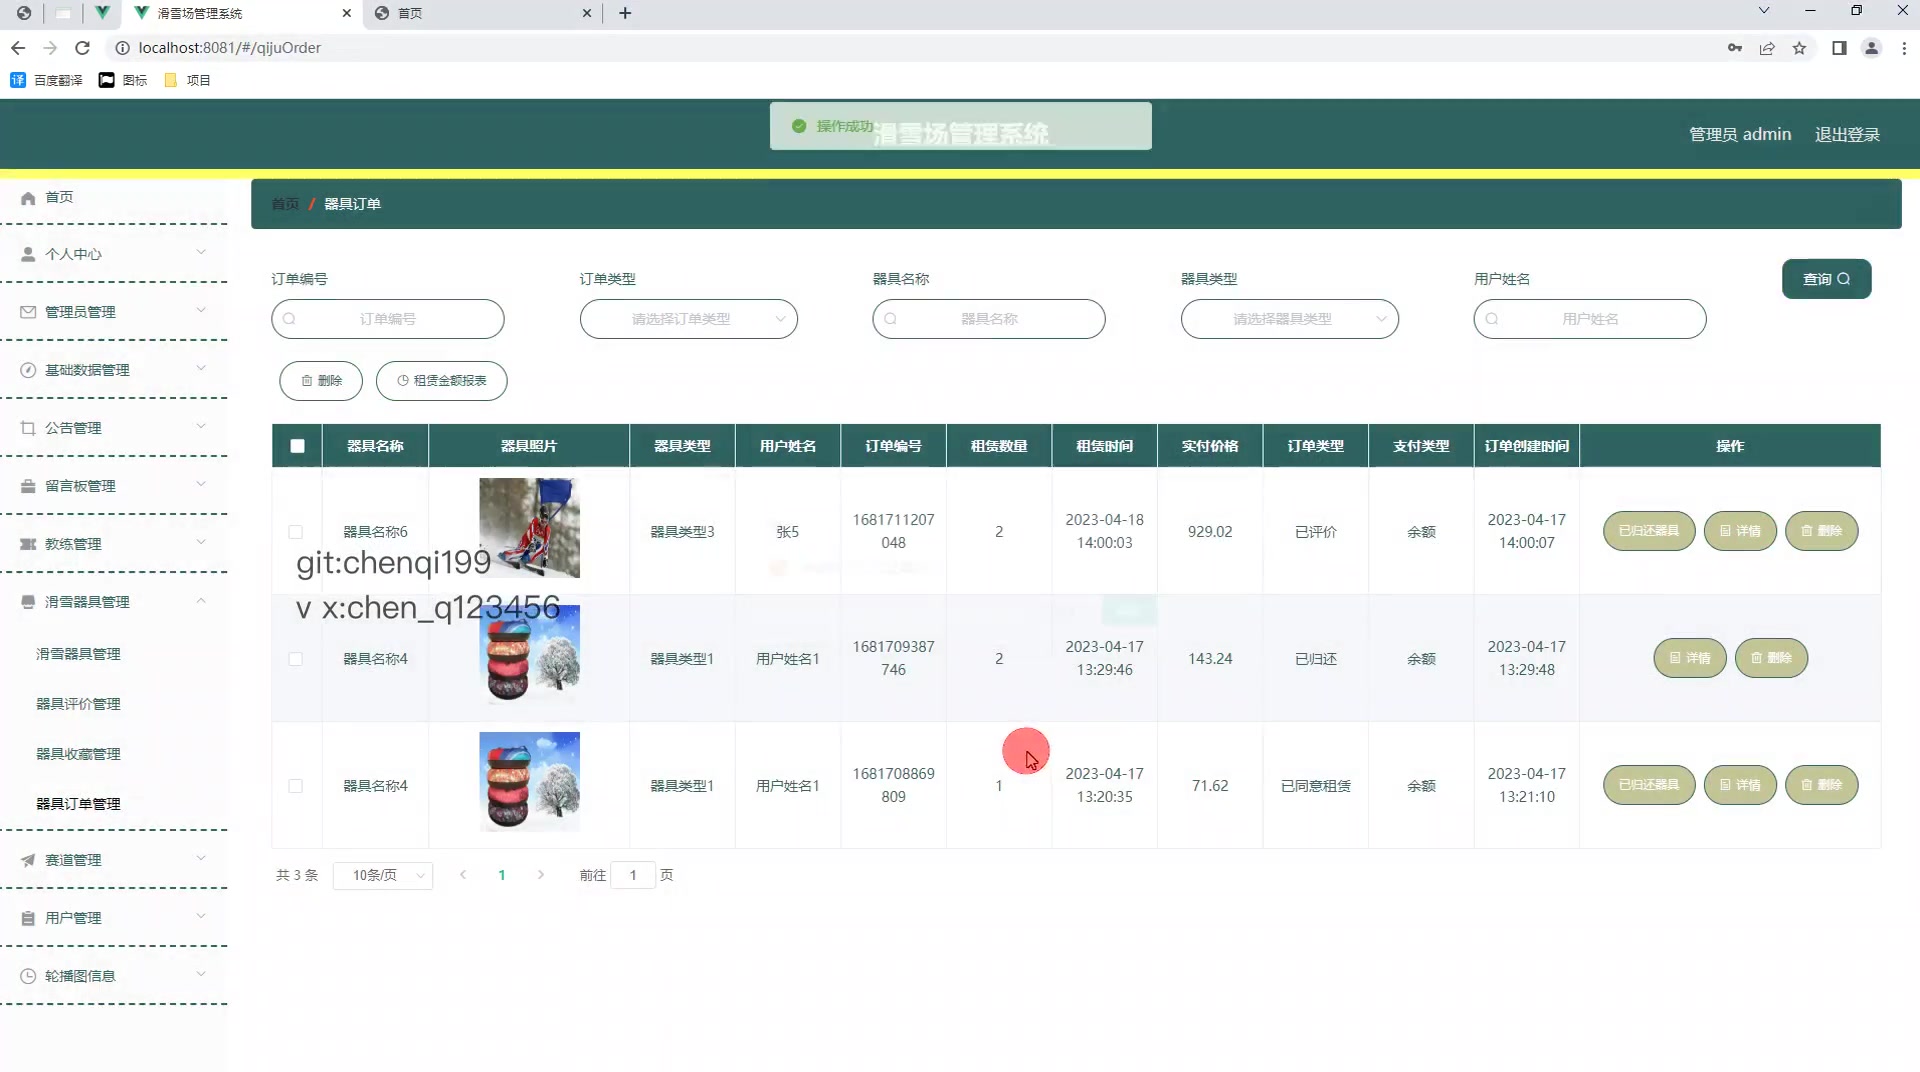 滑雪场管理系统
首页
localhost:8081/#/qijuOrder
百度翻译
图标
项目
操作成功
滑雪场管理系统
管理员 admin
退出登录
首页
个人中心
管理员管理
基础数据管理
公告管理
留言板管理
教练管理
滑雪器具管理
滑雪器具管理
器具评价管理
器具收藏管理
器具订单管理
赛道管理
用户管理
轮播图信息
首页 / 器具订单
订单编号
订单类型
器具名称
器具类型
用户姓名
订单编号
请选择订单类型
器具名称
请选择器具类型
用户姓名
查询
删除
租赁金额报表
器具名称 器具照片 器具类型 用户姓名 订单编号 租赁数量 租赁时间 实付价格 订单类型 支付类型 订单创建时间 操作
器具名称6 器具类型3 张5 1681711207048 2 2023-04-18 14:00:03 929.02 已评价 余额 2023-04-17 14:00:07 已归还器具 详情 删除
git:chenqi199
v x:chen_q123456
器具名称4 器具类型1 用户姓名1 1681709387746 2 2023-04-17 13:29:46 143.24 已归还 余额 2023-04-17 13:29:48 详情 删除
器具名称4 器具类型1 用户姓名1 1681708869809 1 2023-04-17 13:20:35 71.62 已同意租赁 余额 2023-04-17 13:21:10 已归还器具 详情 删除
共 3 条 10条/页 1 前往 1 页